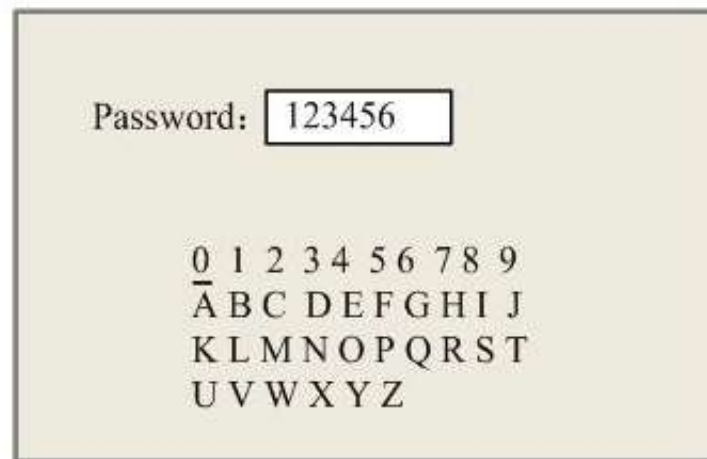 Password: 123456
0 1 2 3 4 5 6 7 8 9
A B C D E F G H I J
K L M N O P Q R S T
U V W X Y Z